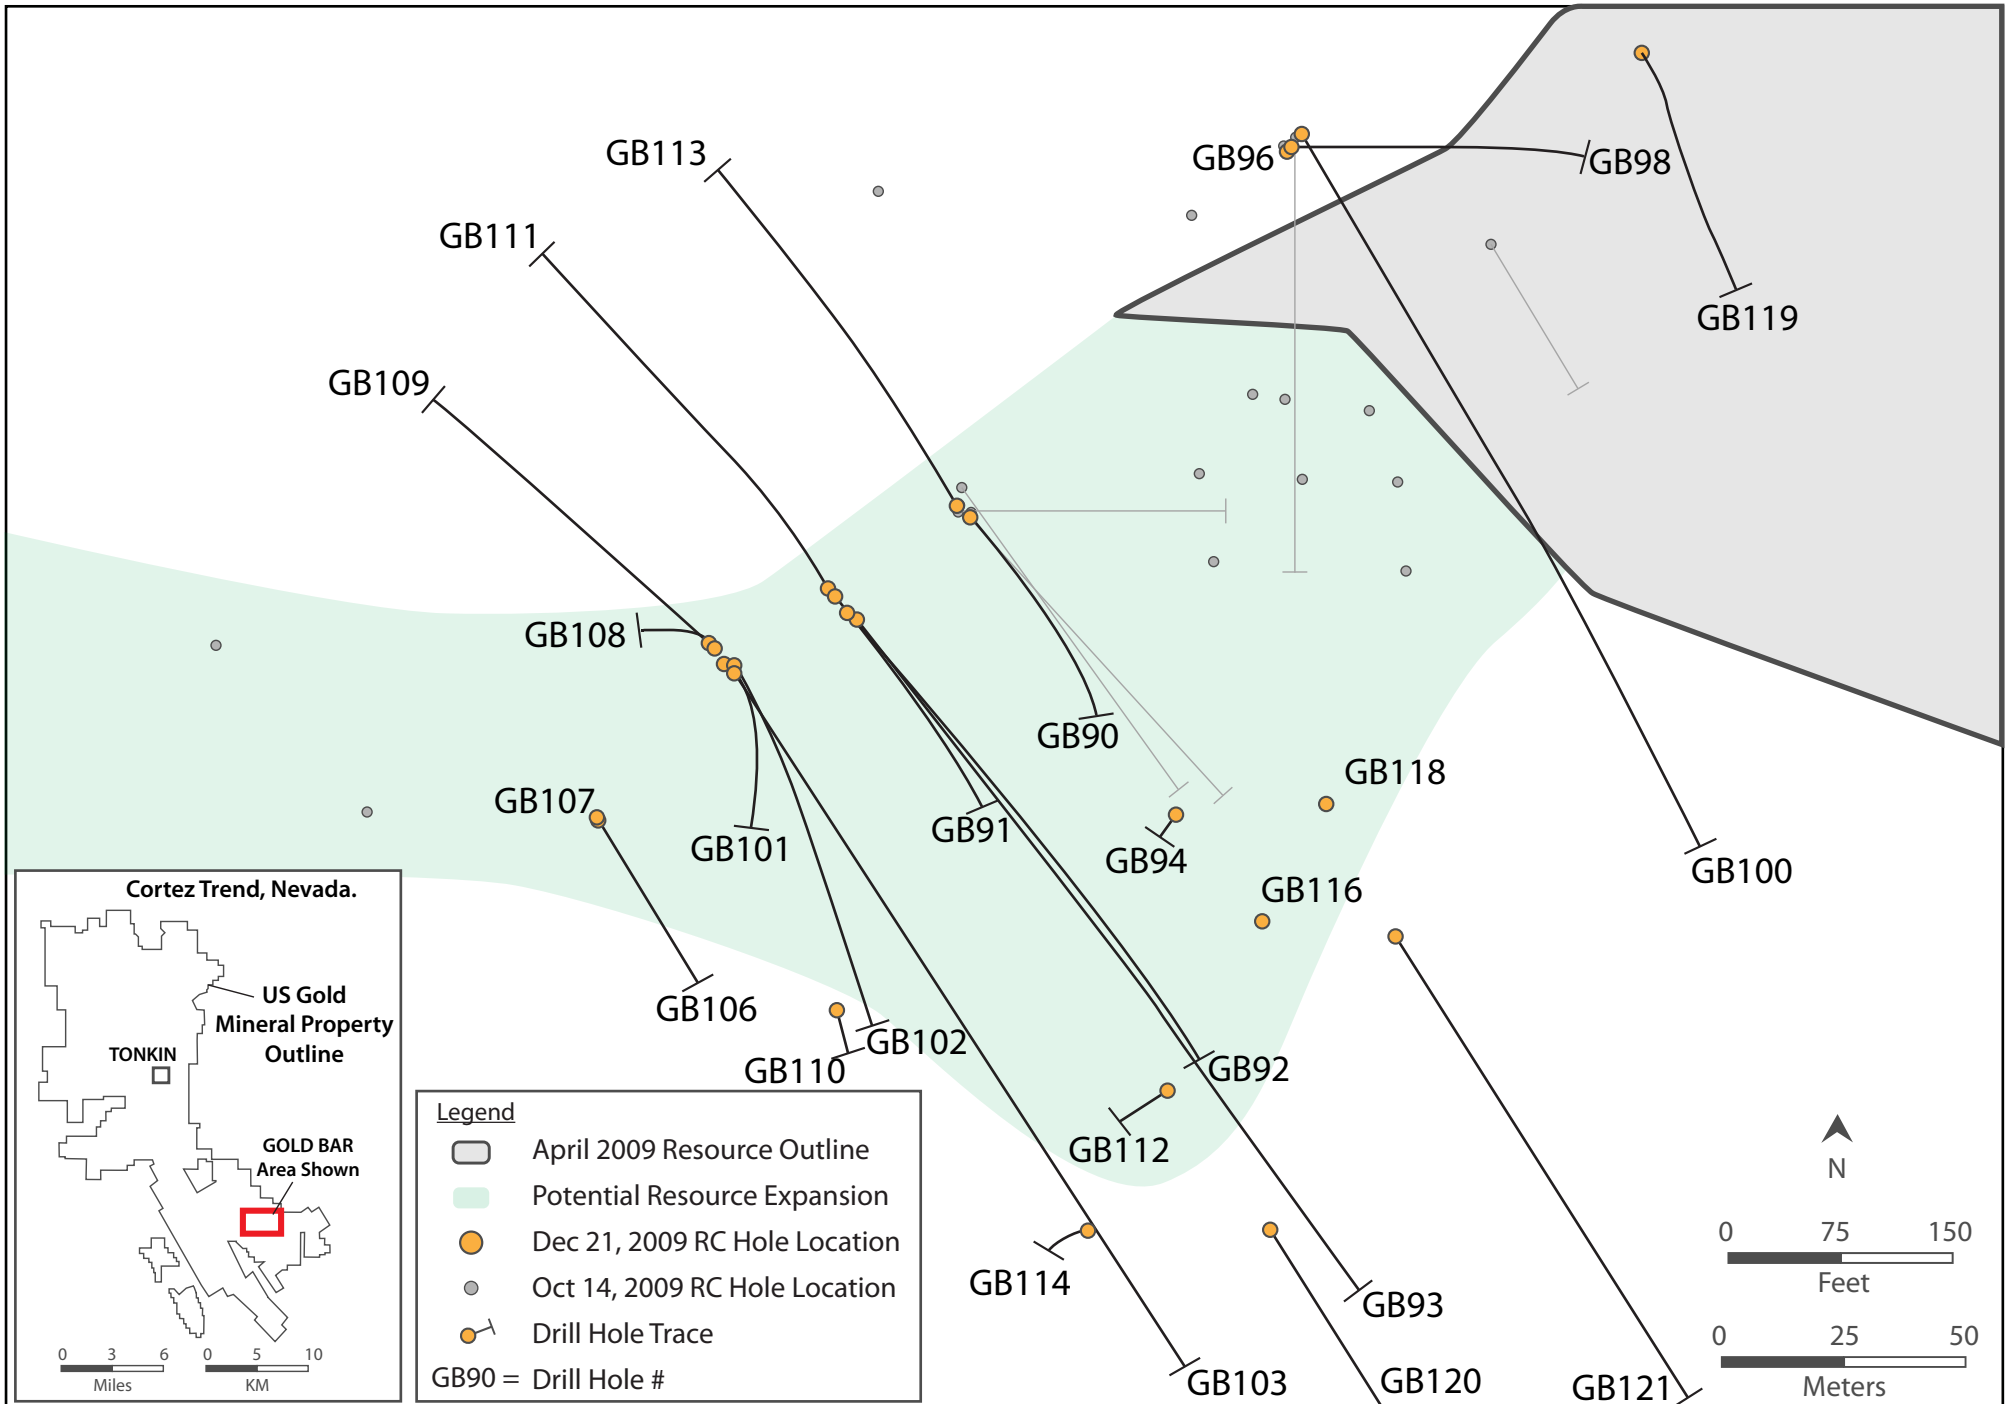 GB113
GB96
GB98
GB111
GB119
GB109
GB108
GB90
GB118
GB107
GB91
GB101
GB94
GB100
GB116
GB106
GB102
GB110
GB92
GB112
GB114
GB93
GB103
GB120
GB121
Cortez Trend, Nevada.
US Gold
Mineral Property
Outline
TONKIN
GOLD BAR
Area Shown
0 3 6
Miles
0 5 10
KM
Legend
April 2009 Resource Outline
Potential Resource Expansion
Dec 21, 2009 RC Hole Location
Oct 14, 2009 RC Hole Location
Drill Hole Trace
GB90 = Drill Hole #
N
0 75 150
Feet
0 25 50
Meters